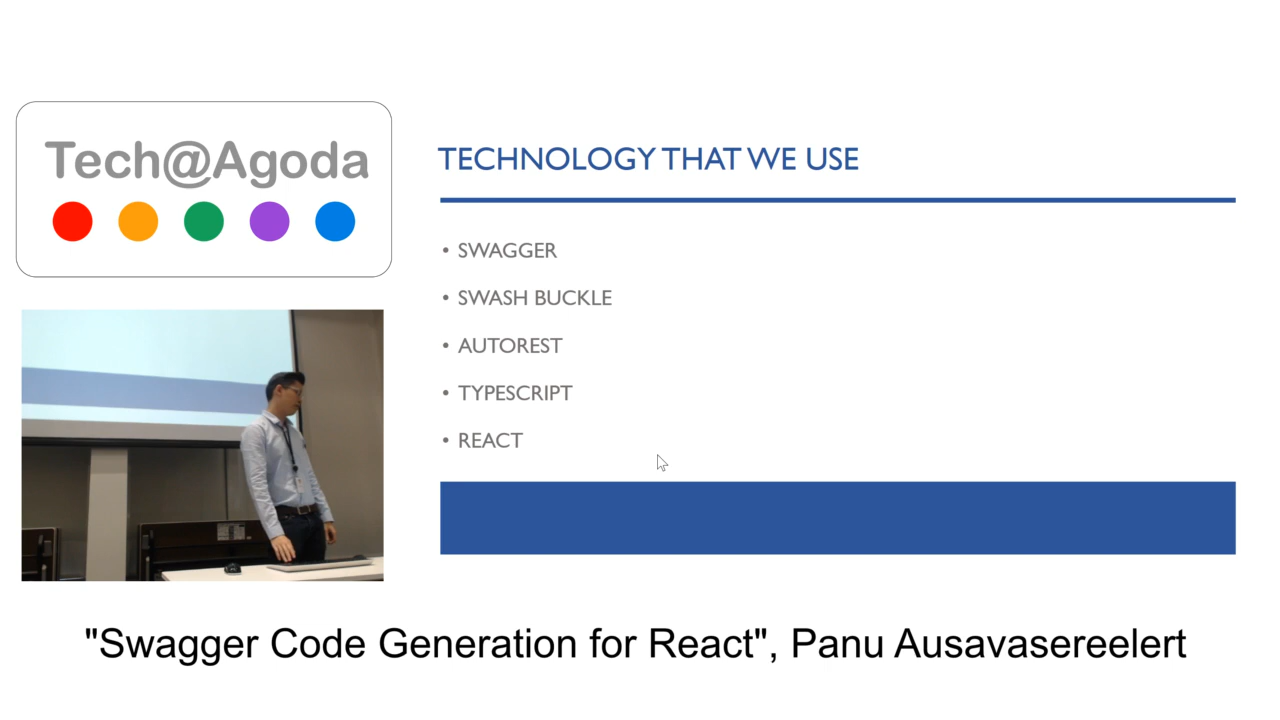 Tech@Agoda
TECHNOLOGY THAT WE USE
• SWAGGER
• SWASH BUCKLE
• AUTOREST
• TYPESCRIPT
• REACT
"Swagger Code Generation for React", Panu Ausavasereelert